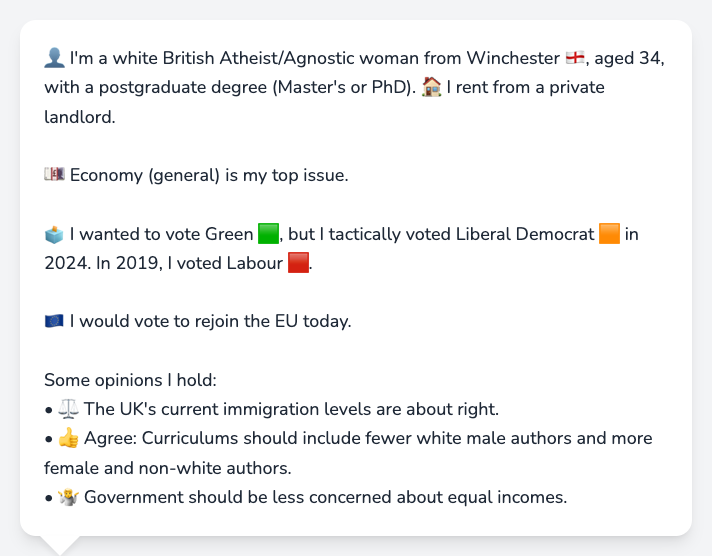 👤 I'm a white British Atheist/Agnostic woman from Winchester 🏴󠁧󠁢󠁥󠁮󠁧󠁿, aged 34,
with a postgraduate degree (Master's or PhD). 🏠 I rent from a private
landlord.
💷 Economy (general) is my top issue.
🗳️ I wanted to vote Green 🟩, but I tactically voted Liberal Democrat 🟧 in
2024. In 2019, I voted Labour 🟥.
🇪🇺 I would vote to rejoin the EU today.
Some opinions I hold:
• ⚖️ The UK's current immigration levels are about right.
• 👍 Agree: Curriculums should include fewer white male authors and more
female and non-white authors.
• 🤷 Government should be less concerned about equal incomes.